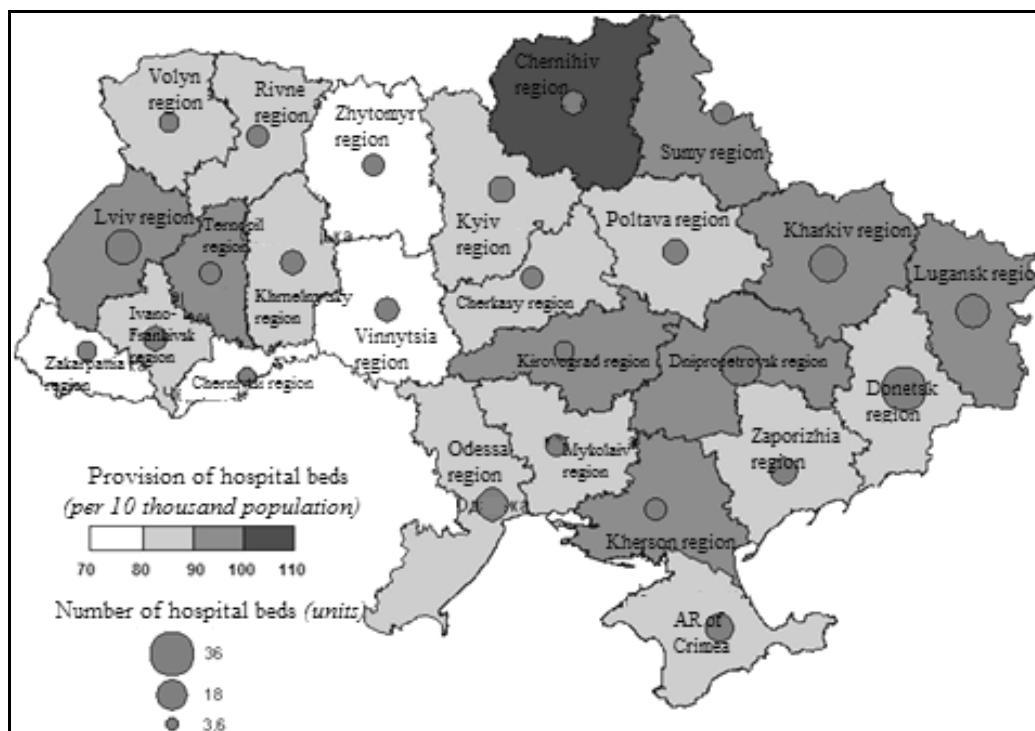 Chernihiv
region
Volyn
region
Rivne
region
Zhytomyr
region
Sumy region
Lviv region
Ternopil
region
Kyiv
region
Poltava region
Kharkiv region
Lugansk region
Khmelnytsky
region
Cherkasy region
Ivano-
Frankivsk
region
Vinnytsia
region
Zakarpattia
region
Chernivtsi region
Kirovograd region
Dnipropetrovsk region
Donetsk
region
Odessa
region
Mykolaiv
region
Zaporizhia
region
Kherson region
AR of
Crimea
Provision of hospital beds
(per 10 thousand population)
70 80 90 100 110
Number of hospital beds (units)
36
18
3,6